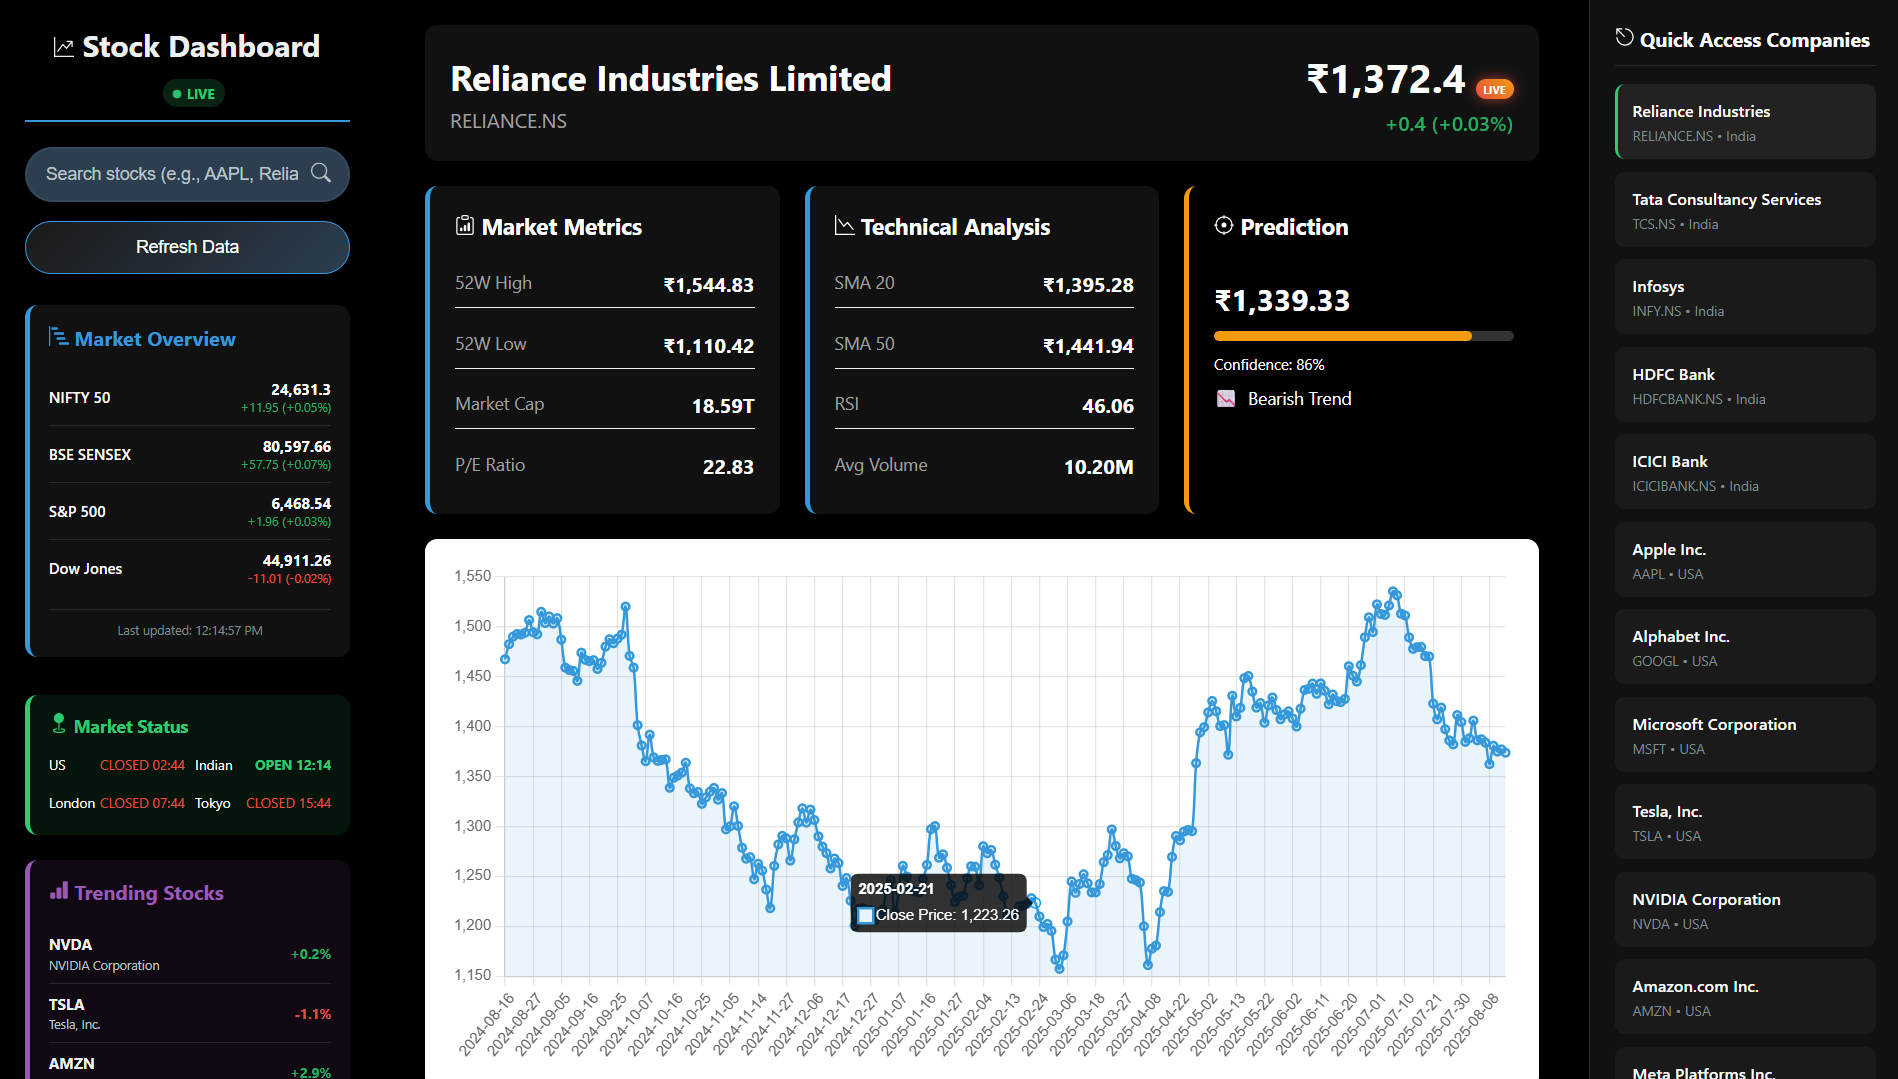 Stock Dashboard
LIVE
Search stocks (e.g., AAPL, Relia
Refresh Data
Market Overview
NIFTY 50
24,631.3
+11.95 (+0.05%)
BSE SENSEX
80,597.66
+57.75 (+0.07%)
S&P 500
6,468.54
+1.96 (+0.03%)
Dow Jones
44,911.26
-11.01 (-0.02%)
Last updated: 12:14:57 PM
Market Status
US CLOSED 02:44 Indian OPEN 12:14
London CLOSED 07:44 Tokyo CLOSED 15:44
Trending Stocks
NVDA
NVIDIA Corporation
+0.2%
TSLA
Tesla, Inc.
-1.1%
AMZN
+2.9%
Reliance Industries Limited
RELIANCE.NS
₹1,372.4 LIVE
+0.4 (+0.03%)
Market Metrics
52W High ₹1,544.83
52W Low ₹1,110.42
Market Cap 18.59T
P/E Ratio 22.83
Technical Analysis
SMA 20 ₹1,395.28
SMA 50 ₹1,441.94
RSI 46.06
Avg Volume 10.20M
Prediction
₹1,339.33
Confidence: 86%
Bearish Trend
1,550
1,500
1,450
1,400
1,350
1,300
1,250
1,200
1,150
2025-02-21
Close Price: 1,223.26
2024-08-16
2024-08-27
2024-09-05
2024-09-16
2024-09-25
2024-10-07
2024-10-16
2024-10-25
2024-11-05
2024-11-14
2024-11-27
2024-12-06
2024-12-17
2024-12-27
2025-01-07
2025-01-16
2025-01-27
2025-02-04
2025-02-13
2025-02-24
2025-03-06
2025-03-18
2025-03-27
2025-04-08
2025-04-22
2025-05-02
2025-05-13
2025-05-22
2025-06-02
2025-06-11
2025-06-20
2025-07-01
2025-07-10
2025-07-21
2025-07-30
2025-08-08
Quick Access Companies
Reliance Industries
RELIANCE.NS • India
Tata Consultancy Services
TCS.NS • India
Infosys
INFY.NS • India
HDFC Bank
HDFCBANK.NS • India
ICICI Bank
ICICIBANK.NS • India
Apple Inc.
AAPL • USA
Alphabet Inc.
GOOGL • USA
Microsoft Corporation
MSFT • USA
Tesla, Inc.
TSLA • USA
NVIDIA Corporation
NVDA • USA
Amazon.com Inc.
AMZN • USA
Meta Platforms Inc.